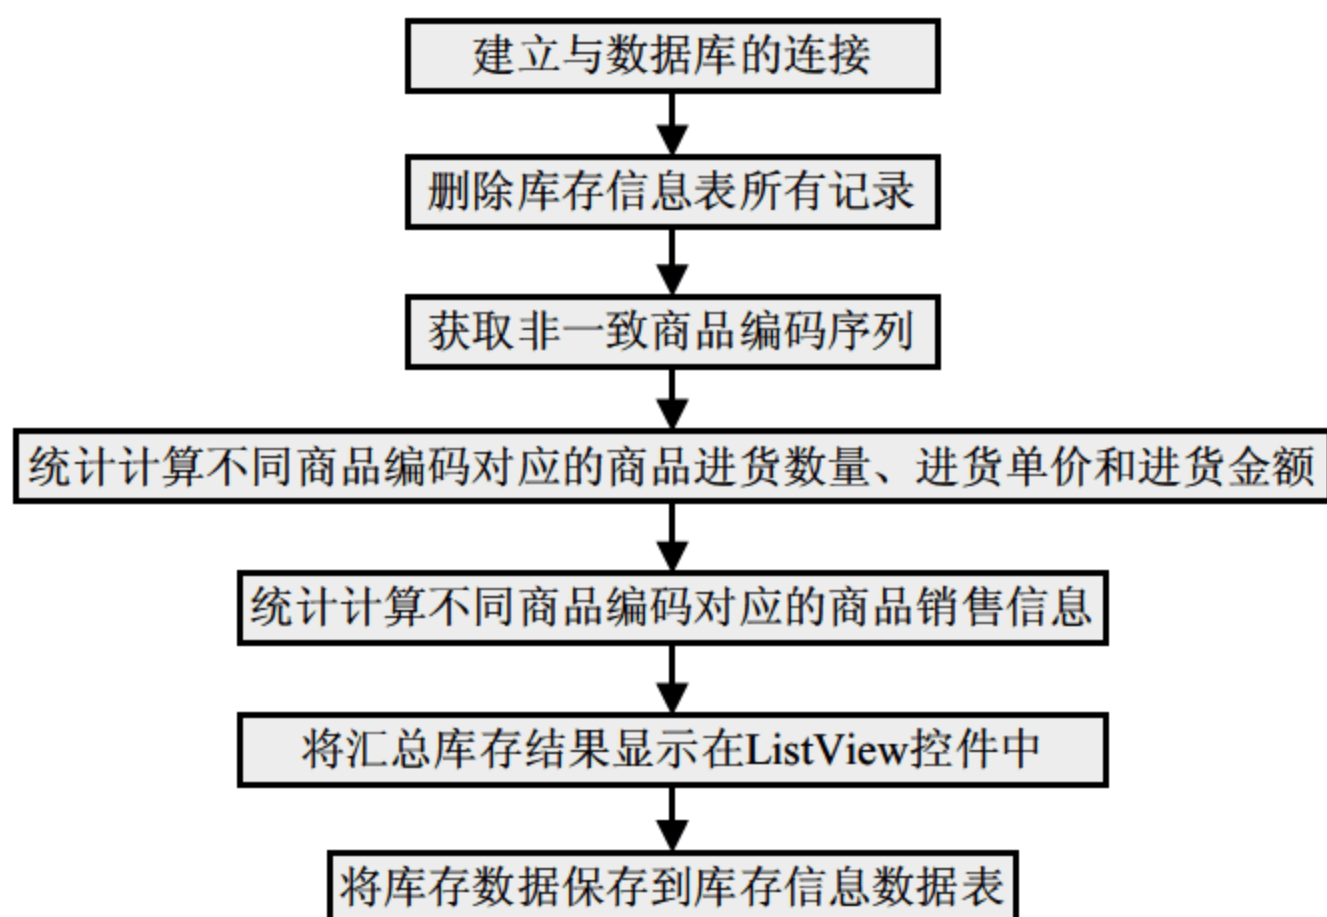 建立与数据库的连接
删除库存信息表所有记录
获取非一致商品编码序列
统计计算不同商品编码对应的商品进货数量、进货单价和进货金额
统计计算不同商品编码对应的商品销售信息
将汇总库存结果显示在ListView控件中
将库存数据保存到库存信息数据表